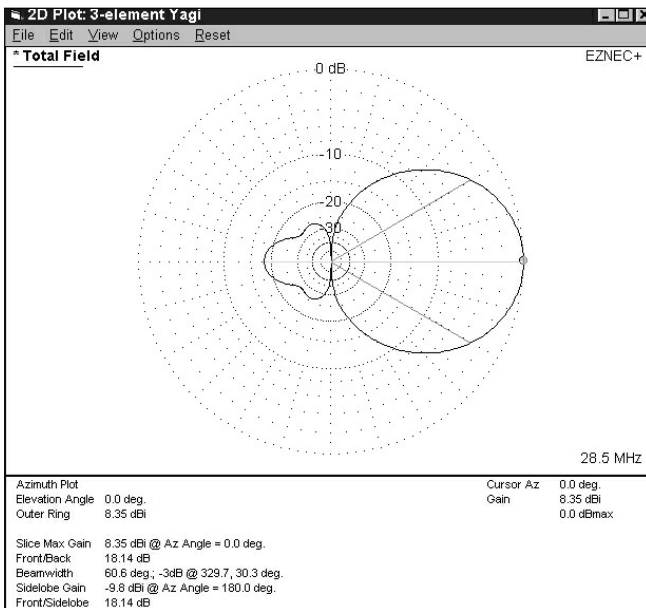 2D Plot: 3-element Yagi
File Edit View Options Reset
* Total Field
EZNEC+
0 dB
-10
-20
-30
28.5 MHz
Azimuth Plot
Elevation Angle 0.0 deg.
Outer Ring 8.35 dBi
Cursor Az 0.0 deg.
Gain 8.35 dBi
0.0 dBmax
Slice Max Gain 8.35 dBi @ Az Angle = 0.0 deg.
Front/Back 18.14 dB
Beamwidth 60.6 deg.; -3dB @ 329.7, 30.3 deg.
Sidelobe Gain -9.8 dBi @ Az Angle = 180.0 deg.
Front/Sidelobe 18.14 dB